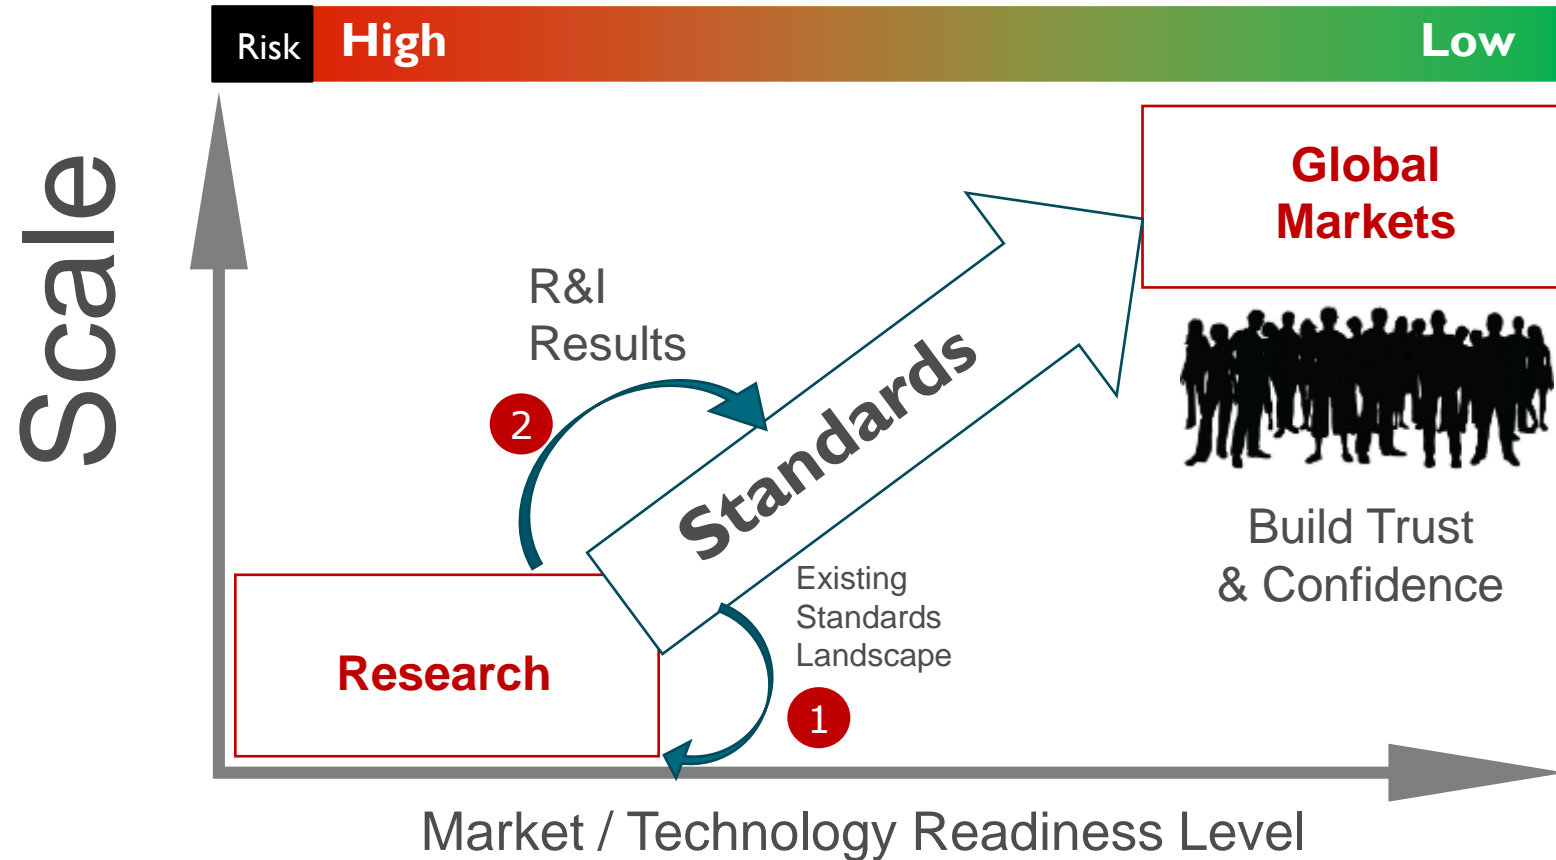 Risk High Low
Scale
Global
Markets
R&I
Results
2
Standards
Build Trust
& Confidence
Existing
Standards
Landscape
1
Research
Market / Technology Readiness Level